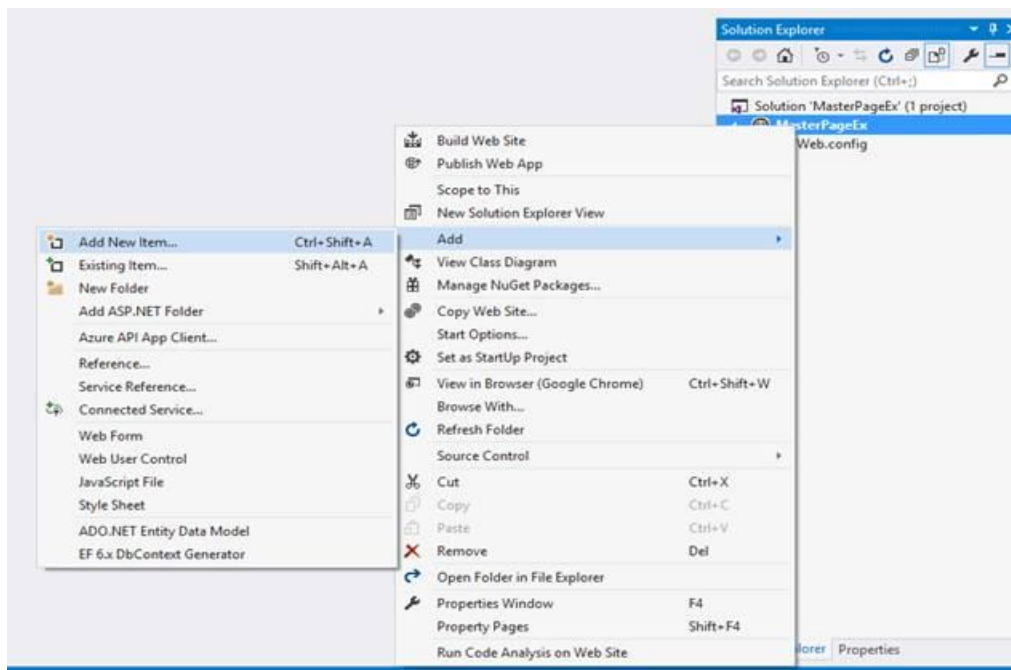 Solution Explorer
Search Solution Explorer (Ctrl+;)
Solution 'MasterPageEx' (1 project)
MasterPageEx
Web.config
Build Web Site
Publish Web App
Scope to This
New Solution Explorer View
Add
View Class Diagram
Manage NuGet Packages...
Copy Web Site...
Start Options...
Set as StartUp Project
View in Browser (Google Chrome) Ctrl+Shift+W
Browse With...
Refresh Folder
Source Control
Cut Ctrl+X
Copy Ctrl+C
Paste Ctrl+V
Remove Del
Open Folder in File Explorer
Properties Window F4
Property Pages Shift+F4
Run Code Analysis on Web Site
Add New Item... Ctrl+Shift+A
Existing Item... Shift+Alt+A
New Folder
Add ASP.NET Folder
Azure API App Client...
Reference...
Service Reference...
Connected Service...
Web Form
Web User Control
JavaScript File
Style Sheet
ADO.NET Entity Data Model
EF 6.x DbContext Generator
lorer Properties